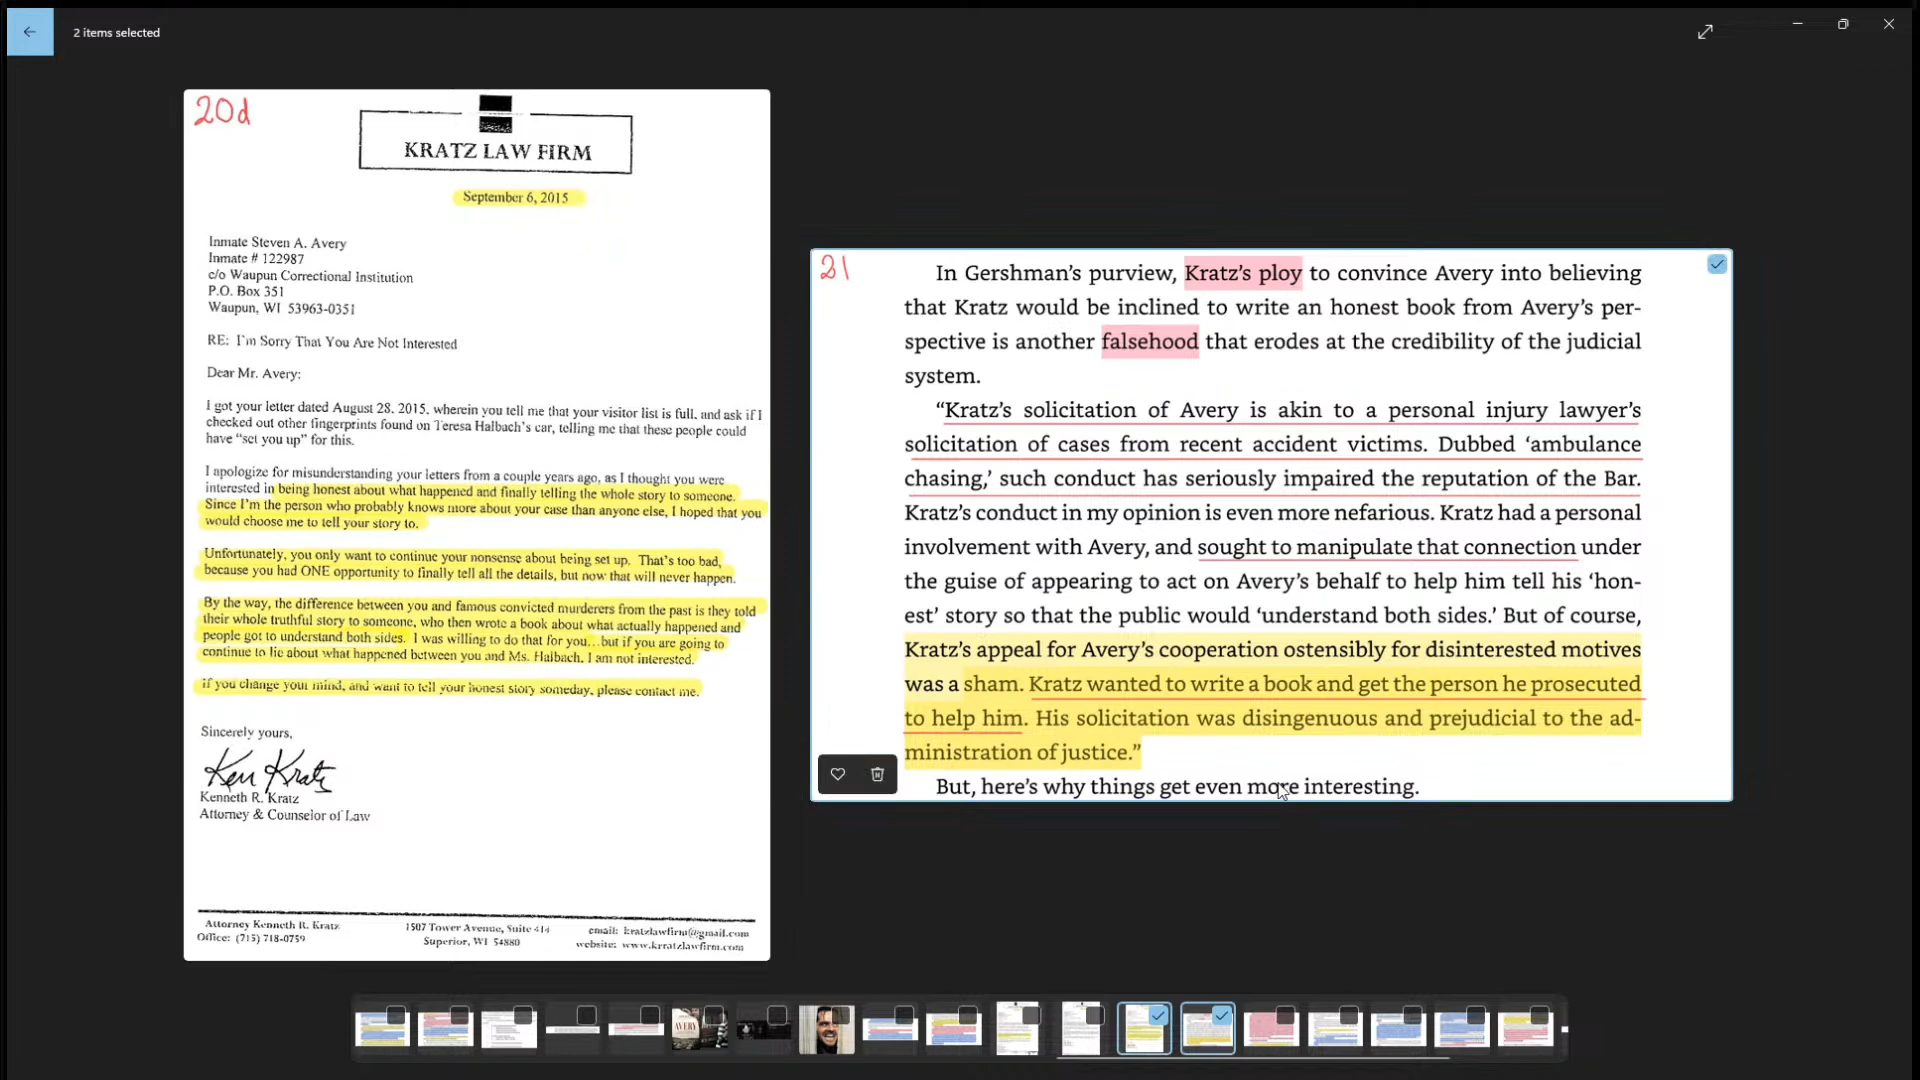 2 items selected
20d
KRATZ LAW FIRM
September 6, 2015
Inmate Steven A. Avery
Inmate # 122987
c/o Waupun Correctional Institution
P.O. Box 351
Waupun, WI 53963-0351
RE: I'm Sorry That You Are Not Interested
Dear Mr. Avery:
I got your letter dated August 28, 2015, wherein you tell me that your visitor list is full, and ask if I
checked out other fingerprints found on Teresa Halbach's car, telling me that these people could
have "set you up" for this.
I apologize for misunderstanding your letters from a couple years ago, as I thought you were
interested in being honest about what happened and finally telling the whole story to someone.
Since I'm the person who probably knows more about your case than anyone else, I hoped that you
would choose me to tell your story to.
Unfortunately, you only want to continue your nonsense about being set up. That's too bad,
because you had ONE opportunity to finally tell all the details, but now that will never happen.
By the way, the difference between you and famous convicted murderers from the past is they told
their whole truthful story to someone, who then wrote a book about what actually happened and
people got to understand both sides. I was willing to do that for you…but if you are going to
continue to lie about what happened between you and Ms. Halbach, I am not interested.
If you change your mind, and want to tell your honest story someday, please contact me.
Sincerely yours,
Ken Kratz
Kenneth R. Kratz
Attorney & Counselor of Law
Attorney Kenneth R. Kratz
Office: (715) 718-0759
1507 Tower Avenue, Suite 414
Superior, WI 54880
email: kratzlawfirm@gmail.com
website: www.krratzlawfirm.com
21
In Gershman's purview, Kratz's ploy to convince Avery into believing
that Kratz would be inclined to write an honest book from Avery's per-
spective is another falsehood that erodes at the credibility of the judicial
system.
"Kratz's solicitation of Avery is akin to a personal injury lawyer's
solicitation of cases from recent accident victims. Dubbed 'ambulance
chasing,' such conduct has seriously impaired the reputation of the Bar.
Kratz's conduct in my opinion is even more nefarious. Kratz had a personal
involvement with Avery, and sought to manipulate that connection under
the guise of appearing to act on Avery's behalf to help him tell his 'hon-
est' story so that the public would 'understand both sides.' But of course,
Kratz's appeal for Avery's cooperation ostensibly for disinterested motives
was a sham. Kratz wanted to write a book and get the person he prosecuted
to help him. His solicitation was disingenuous and prejudicial to the ad-
ministration of justice."
But, here's why things get even more interesting.
AVERY